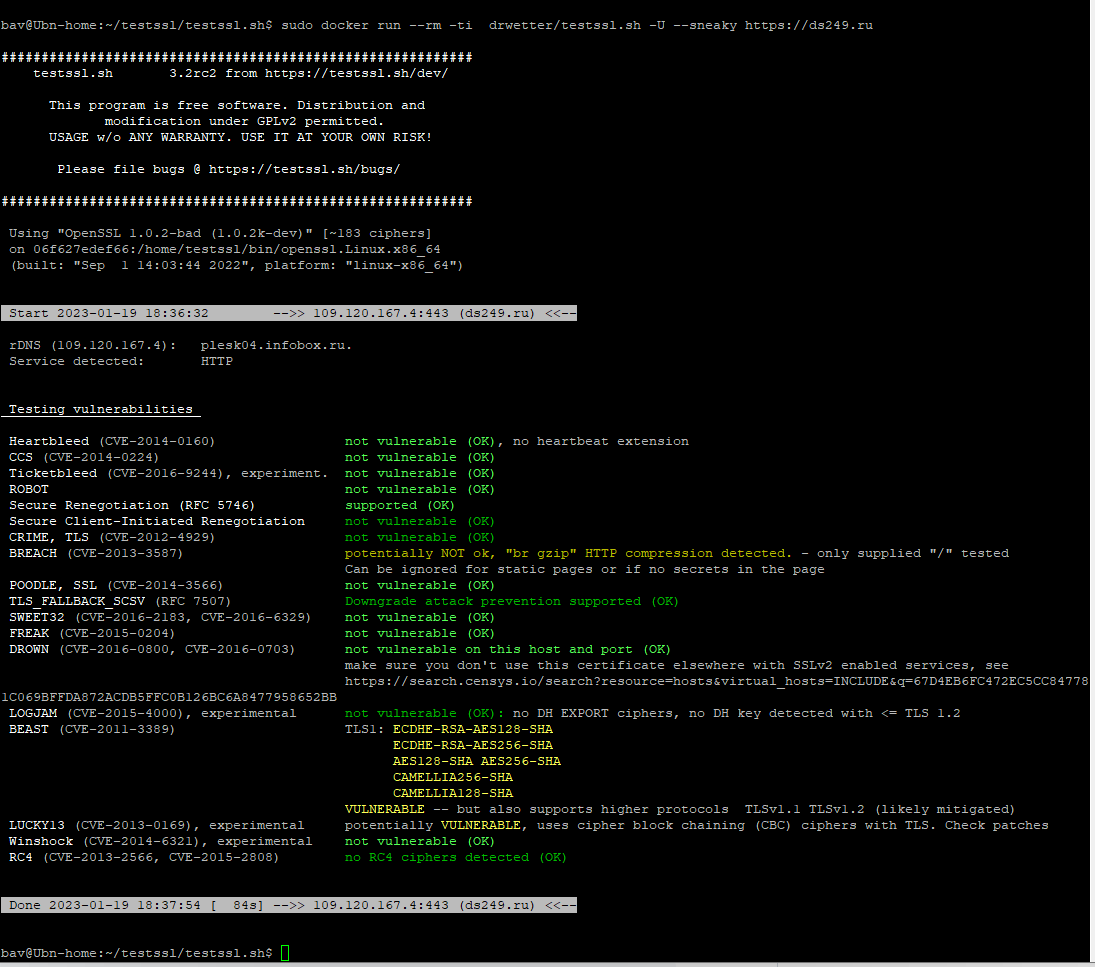 bav@Ubn-home:~/testssl/testssl.sh$ sudo docker run --rm -ti  drwetter/testssl.sh -U --sneaky https://ds249.ru
###########################################################
    testssl.sh       3.2rc2 from https://testssl.sh/dev/
      This program is free software. Distribution and
             modification under GPLv2 permitted.
      USAGE w/o ANY WARRANTY. USE IT AT YOUR OWN RISK!
       Please file bugs @ https://testssl.sh/bugs/
###########################################################
 Using "OpenSSL 1.0.2-bad (1.0.2k-dev)" [~183 ciphers]
 on 06f627edef66:/home/testssl/bin/openssl.Linux.x86_64
 (built: "Sep  1 14:03:44 2022", platform: "linux-x86_64")
 Start 2023-01-19 18:36:32        -->> 109.120.167.4:443 (ds249.ru) <<--
 rDNS (109.120.167.4):   plesk04.infobox.ru.
 Service detected:       HTTP
 Testing vulnerabilities
 Heartbleed (CVE-2014-0160)                not vulnerable (OK), no heartbeat extension
 CCS (CVE-2014-0224)                       not vulnerable (OK)
 Ticketbleed (CVE-2016-9244), experiment.  not vulnerable (OK)
 ROBOT                                     not vulnerable (OK)
 Secure Renegotiation (RFC 5746)           supported (OK)
 Secure Client-Initiated Renegotiation     not vulnerable (OK)
 CRIME, TLS (CVE-2012-4929)                not vulnerable (OK)
 BREACH (CVE-2013-3587)                    potentially NOT ok, "br gzip" HTTP compression detected. - only supplied "/" tested
                                           Can be ignored for static pages or if no secrets in the page
 POODLE, SSL (CVE-2014-3566)               not vulnerable (OK)
 TLS_FALLBACK_SCSV (RFC 7507)              Downgrade attack prevention supported (OK)
 SWEET32 (CVE-2016-2183, CVE-2016-6329)    not vulnerable (OK)
 FREAK (CVE-2015-0204)                     not vulnerable (OK)
 DROWN (CVE-2016-0800, CVE-2016-0703)      not vulnerable on this host and port (OK)
                                           make sure you don't use this certificate elsewhere with SSLv2 enabled services, see
                                           https://search.censys.io/search?resource=hosts&virtual_hosts=INCLUDE&q=67D4EB6FC472EC5CC84778
1C069BFFDA872ACDB5FFC0B126BC6A8477958652BB
 LOGJAM (CVE-2015-4000), experimental      not vulnerable (OK): no DH EXPORT ciphers, no DH key detected with <= TLS 1.2
 BEAST (CVE-2011-3389)                     TLS1: ECDHE-RSA-AES128-SHA
                                                 ECDHE-RSA-AES256-SHA
                                                 AES128-SHA AES256-SHA
                                                 CAMELLIA256-SHA
                                                 CAMELLIA128-SHA
                                           VULNERABLE -- but also supports higher protocols  TLSv1.1 TLSv1.2 (likely mitigated)
 LUCKY13 (CVE-2013-0169), experimental     potentially VULNERABLE, uses cipher block chaining (CBC) ciphers with TLS. Check patches
 Winshock (CVE-2014-6321), experimental    not vulnerable (OK)
 RC4 (CVE-2013-2566, CVE-2015-2808)        no RC4 ciphers detected (OK)
 Done 2023-01-19 18:37:54 [  84s] -->> 109.120.167.4:443 (ds249.ru) <<--
bav@Ubn-home:~/testssl/testssl.sh$